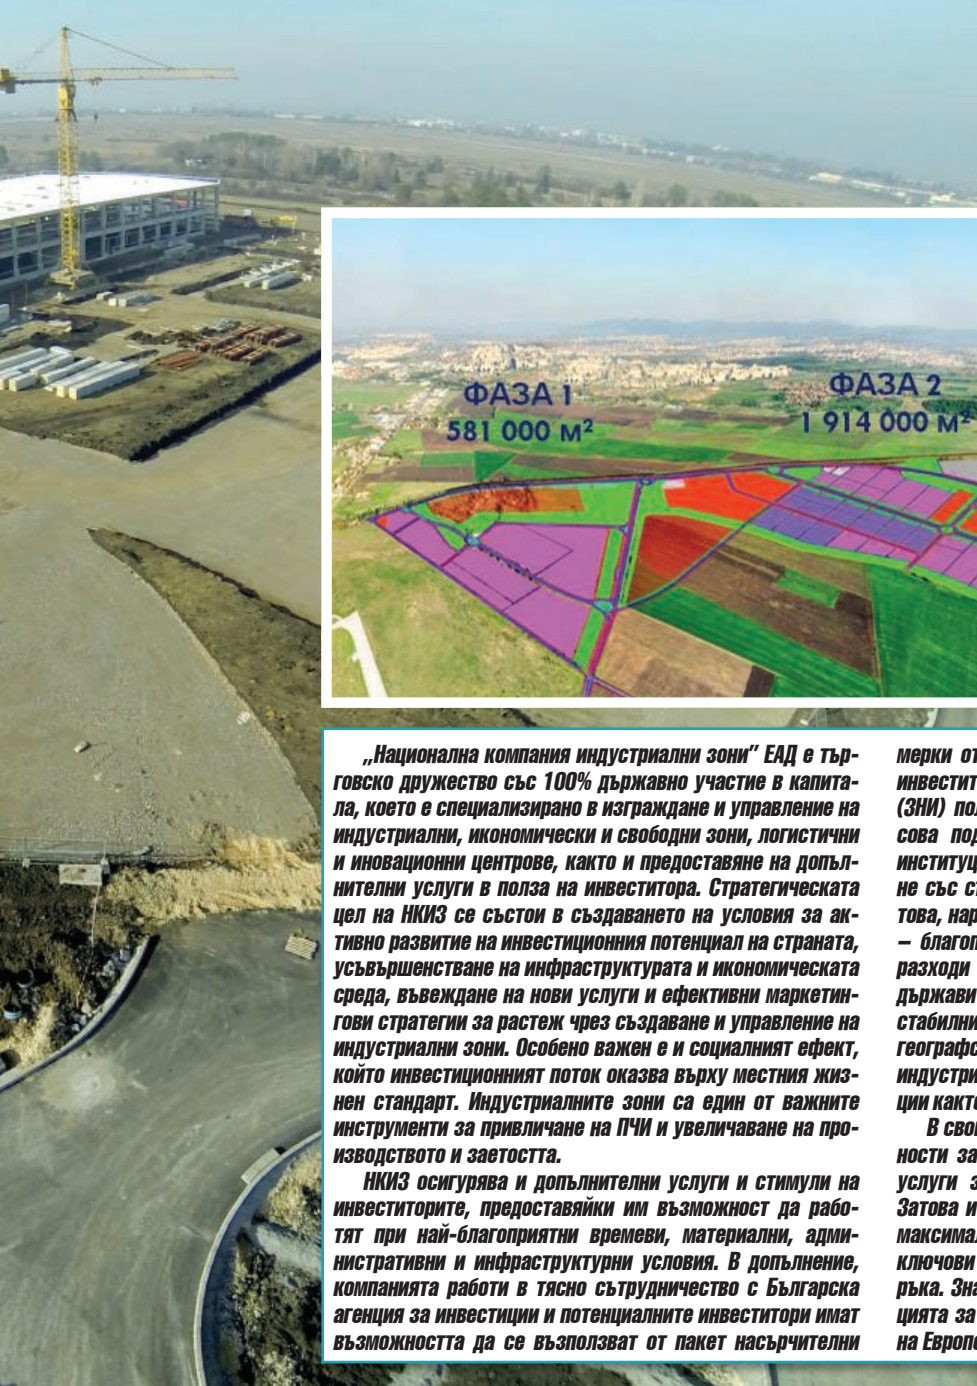 ФАЗА 1
581 000 м²
ФАЗА 2
1 914 000 м²
„Национална компания индустриални зони” ЕАД е тър-
говско дружество със 100% държавно участие в капита-
ла, което е специализирано в изграждане и управление на
индустриални, икономически и свободни зони, логистични
и иновационни центрове, както и предоставяне на допъл-
нителни услуги в полза на инвеститора. Стратегическата
цел на НКИЗ се състои в създаването на условия за ак-
тивно развитие на инвестиционния потенциал на страната,
усъвършенстване на инфраструктурата и икономическата
среда, въвеждане на нови услуги и ефективни маркетин-
гови стратегии за растеж чрез създаване и управление на
индустриални зони. Особено важен е и социалният ефект,
който инвестиционният поток оказва върху местния жиз-
нен стандарт. Индустриалните зони са един от важните
инструменти за привличане на ПЧИ и увеличаване на про-
изводството и заетостта.
НКИЗ осигурява и допълнителни услуги и стимули на
инвеститорите, предоставяйки им възможност да рабо-
тят при най-благоприятни времеви, материални, адми-
нистративни и инфраструктурни условия. В допълнение,
компанията работи в тясно сътрудничество с Българска
агенция за инвестиции и потенциалните инвеститори имат
възможността да се възползват от пакет насърчителни
мерки от
инвестит
(ЗНИ) пол
сова под
институц
не със ст
това, нар
– благоп
разходи
държави
стабилни
географс
индустри
ции както
В свои
ности за
услуги з
Затова и
максимал
ключови
ръка. Зна
цията за
на Европе